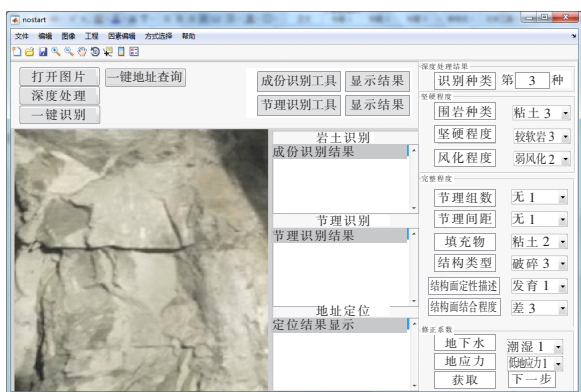 nostart
文件 编辑 图像 工程 因素编辑 方式选择 帮助
打开图片 一键地址查询
深度处理
一键识别
成份识别工具 显示结果
节理识别工具 显示结果
岩土识别
成份识别结果
节理识别
节理识别结果
地址定位
定位结果显示
深度处理结果
识别种类 第 3 种
坚硬程度
围岩种类 粘土 3
坚硬程度 较软岩 3
风化程度 弱风化 2
完整程度
节理组数 无 1
节理间距 无 1
填充物 粘土 2
结构类型 破碎 3
结构面定性描述 发育 1
结构面结合程度 差 3
修正系数
地下水 潮湿 1
地应力 低地应力1
获取 下一步